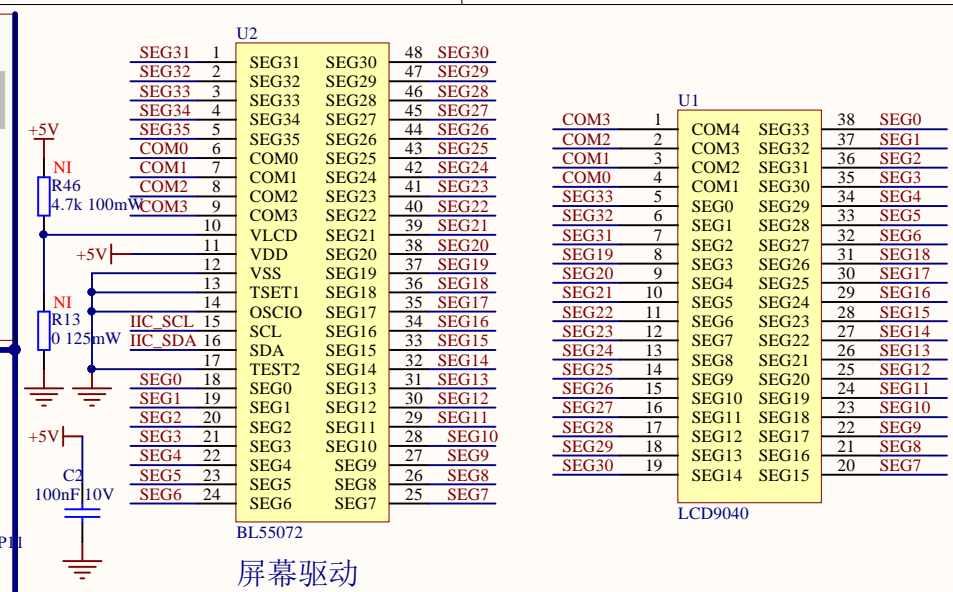 U2
SEG31 1 SEG31 SEG30 48 SEG30
SEG32 2 SEG32 SEG29 47 SEG29
SEG33 3 SEG33 SEG28 46 SEG28
SEG34 4 SEG34 SEG27 45 SEG27
SEG35 5 SEG35 SEG26 44 SEG26
COM0 6 COM0 SEG25 43 SEG25
COM1 7 COM1 SEG24 42 SEG24
COM2 8 COM2 SEG23 41 SEG23
COM3 9 COM3 SEG22 40 SEG22
10 VLCD SEG21 39 SEG21
+5V 11 VDD SEG20 38 SEG20
12 VSS SEG19 37 SEG19
13 TSET1 SEG18 36 SEG18
14 OSCIO SEG17 35 SEG17
IIC_SCL 15 SCL SEG16 34 SEG16
IIC_SDA 16 SDA SEG15 33 SEG15
17 TEST2 SEG14 32 SEG14
SEG0 18 SEG0 SEG13 31 SEG13
SEG1 19 SEG1 SEG12 30 SEG12
SEG2 20 SEG2 SEG11 29 SEG11
SEG3 21 SEG3 SEG10 28 SEG10
SEG4 22 SEG4 SEG9 27 SEG9
SEG5 23 SEG5 SEG8 26 SEG8
SEG6 24 SEG6 SEG7 25 SEG7
BL55072
屏幕驱动
+5V
NI
R46
4.7k 100mW
NI
R13
0 125mW
+5V
C2
100nF 10V
U1
COM3 1 COM4 SEG33 38 SEG0
COM2 2 COM3 SEG32 37 SEG1
COM1 3 COM2 SEG31 36 SEG2
COM0 4 COM1 SEG30 35 SEG3
SEG33 5 SEG0 SEG29 34 SEG4
SEG32 6 SEG1 SEG28 33 SEG5
SEG31 7 SEG2 SEG27 32 SEG6
SEG19 8 SEG3 SEG26 31 SEG18
SEG20 9 SEG4 SEG25 30 SEG17
SEG21 10 SEG5 SEG24 29 SEG16
SEG22 11 SEG6 SEG23 28 SEG15
SEG23 12 SEG7 SEG22 27 SEG14
SEG24 13 SEG8 SEG21 26 SEG13
SEG25 14 SEG9 SEG20 25 SEG12
SEG26 15 SEG10 SEG19 24 SEG11
SEG27 16 SEG11 SEG18 23 SEG10
SEG28 17 SEG12 SEG17 22 SEG9
SEG29 18 SEG13 SEG16 21 SEG8
SEG30 19 SEG14 SEG15 20 SEG7
LCD9040